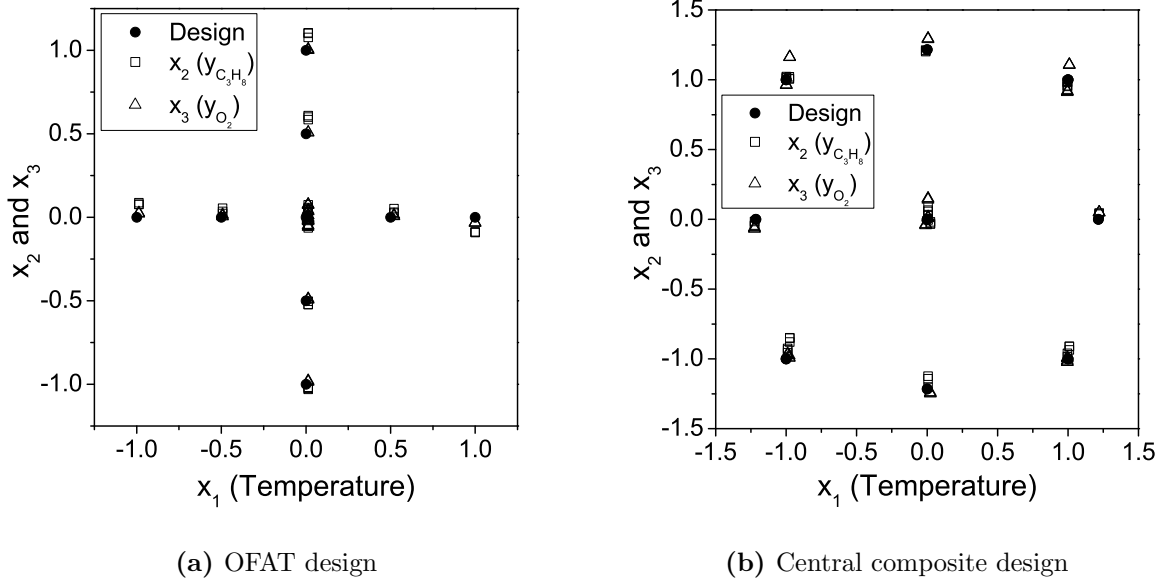 Design
x2 (yC3H8)
x3 (yO2)
1.0
0.5
0.0
-0.5
-1.0
x2 and x3
-1.0 -0.5 0.0 0.5 1.0
x1 (Temperature)
(a) OFAT design
1.5
1.0
0.5
0.0
-0.5
-1.0
-1.5
x2 and x3
Design
x2 (yC3H8)
x3 (yO2)
-1.5 -1.0 -0.5 0.0 0.5 1.0 1.5
x1 (Temperature)
(b) Central composite design